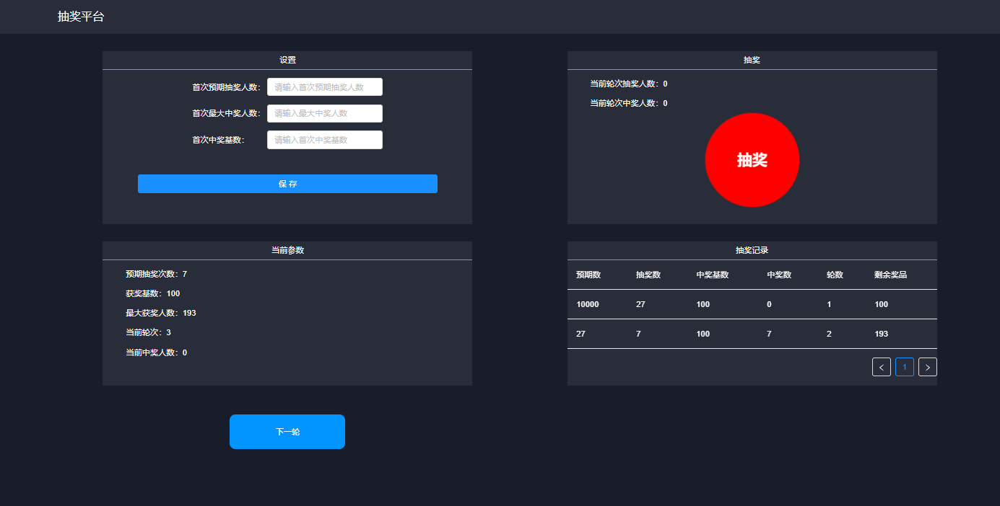 抽奖平台
设置
首次预期抽奖人数： 请输入首次预期抽奖人数
首次最大中奖人数： 请输入最大中奖人数
首次中奖基数： 请输入首次中奖基数
保 存
抽奖
当前轮次抽奖人数：0
当前轮次中奖人数：0
抽奖
当前参数
预期抽奖次数：7
获奖基数：100
最大获奖人数：193
当前轮次：3
当前中奖人数：0
抽奖记录
预期数 抽奖数 中奖基数 中奖数 轮数 剩余奖品
10000 27 100 0 1 100
27 7 100 7 2 193
< 1 >
下一轮